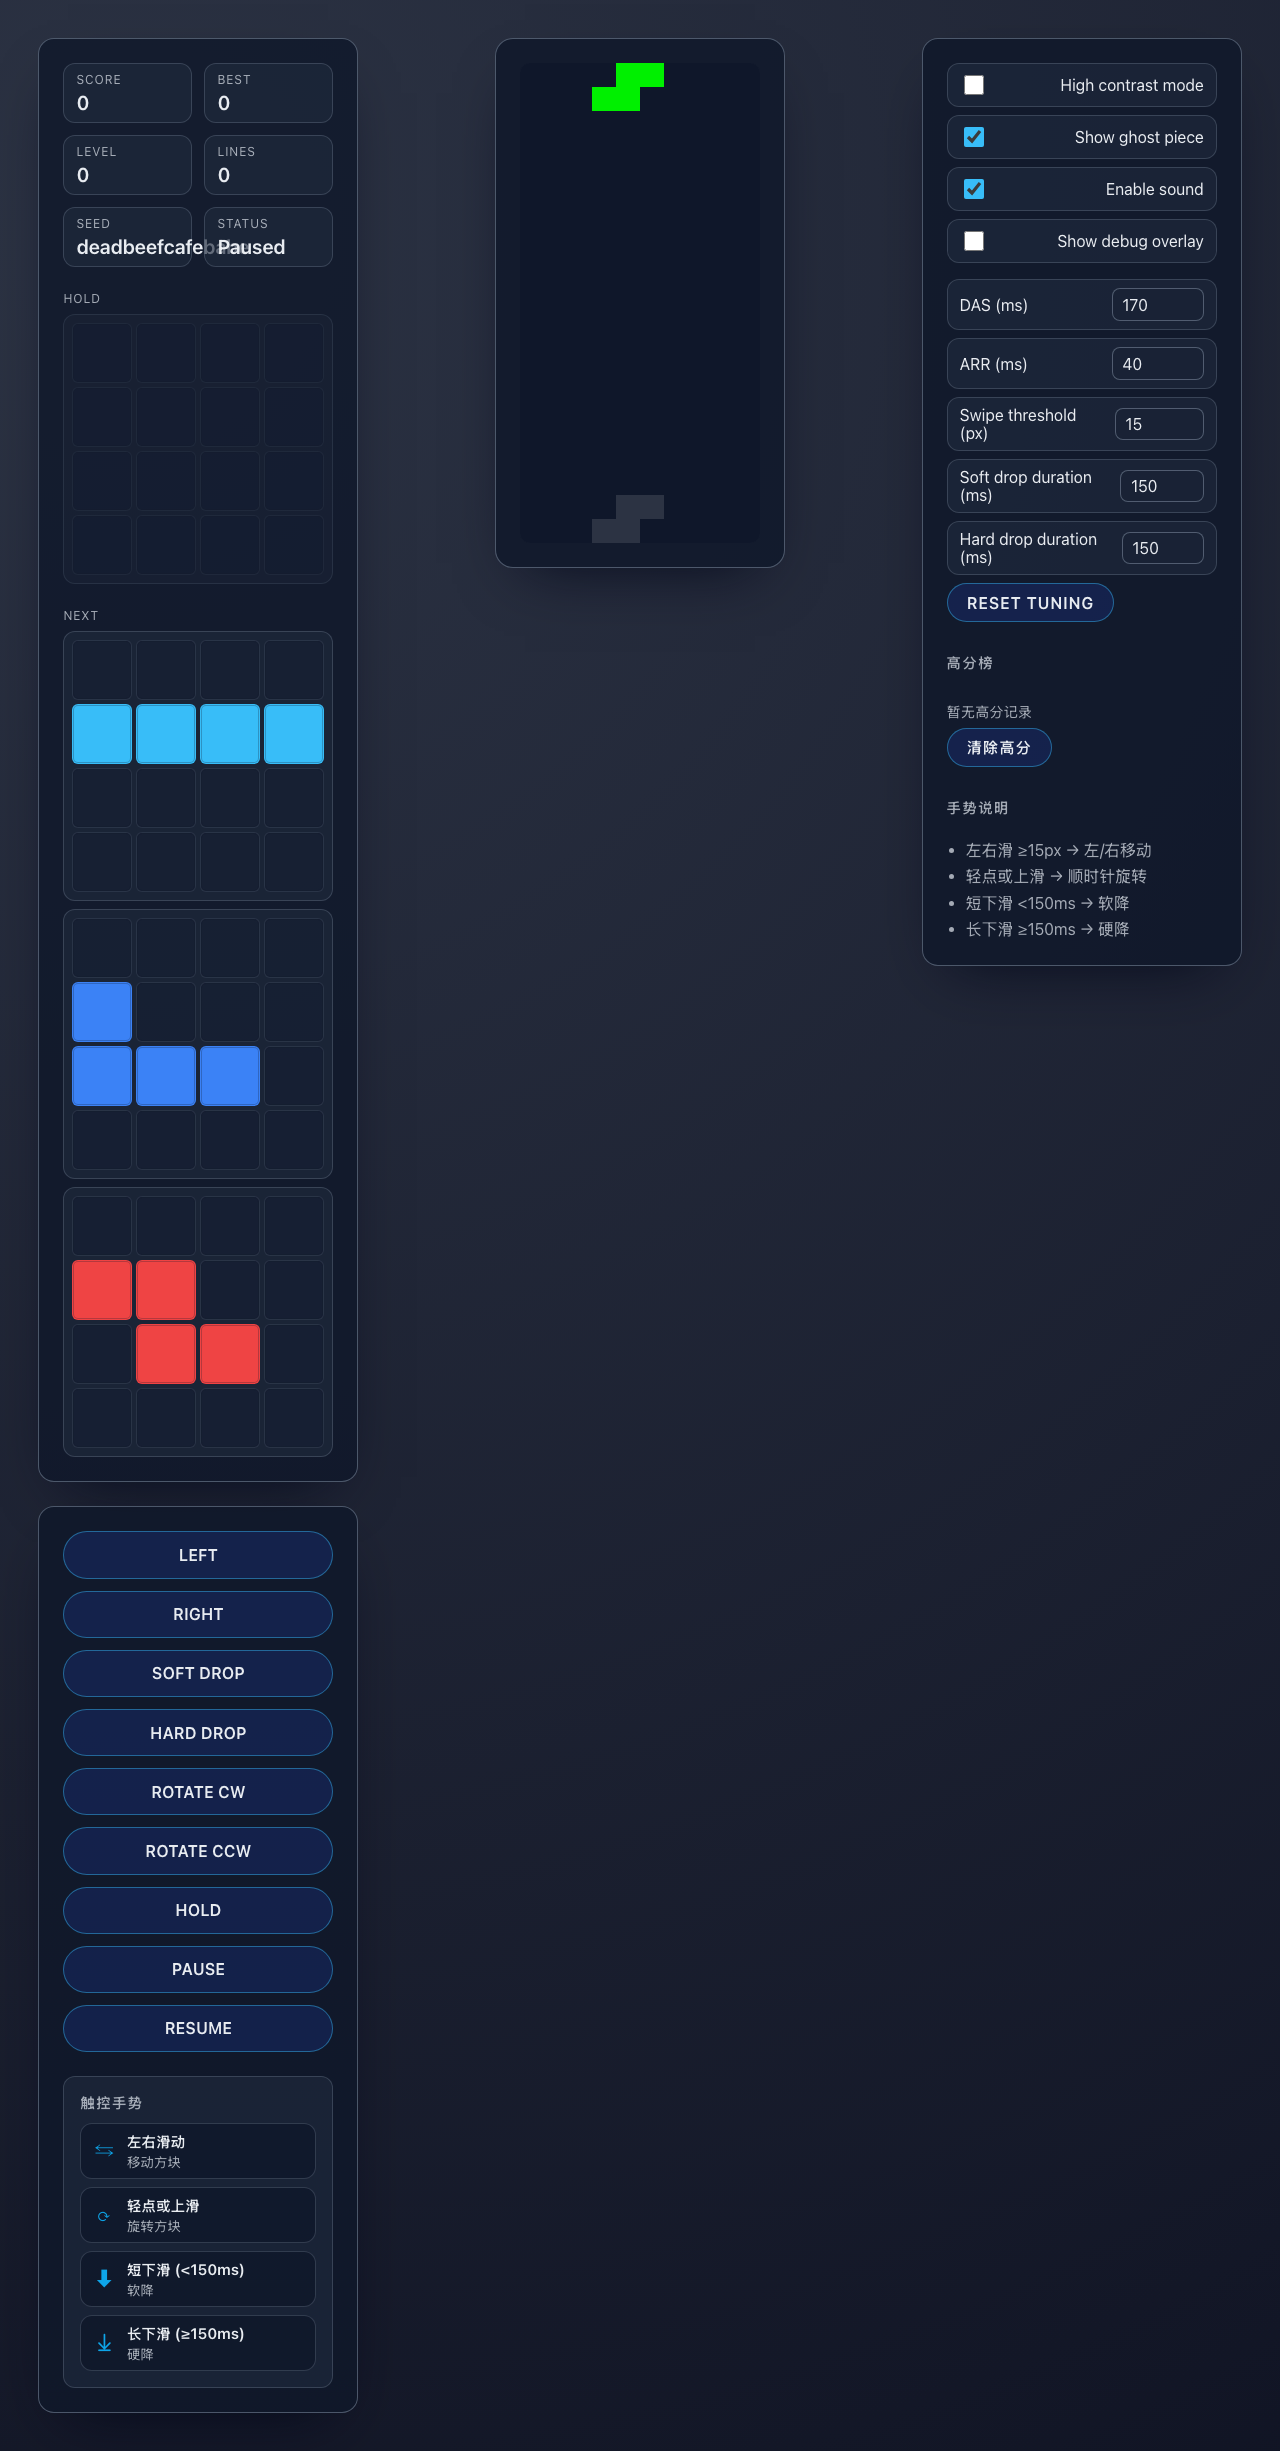 SCORE
0
BEST
0
LEVEL
0
LINES
0
SEED
deadbeefcafe
STATUS
Paused
HOLD
NEXT
LEFT
RIGHT
SOFT DROP
HARD DROP
ROTATE CW
ROTATE CCW
HOLD
PAUSE
RESUME
触控手势
⇆ 左右滑动
移动方块
⟳ 轻点或上滑
旋转方块
⬇ 短下滑 (<150ms)
软降
⤓ 长下滑 (≥150ms)
硬降
High contrast mode
Show ghost piece
Enable sound
Show debug overlay
DAS (ms) 170
ARR (ms) 40
Swipe threshold
(px) 15
Soft drop duration
(ms) 150
Hard drop duration
(ms) 150
RESET TUNING
高分榜
暂无高分记录
清除高分
手势说明
• 左右滑 ≥15px → 左/右移动
• 轻点或上滑 → 顺时针旋转
• 短下滑 <150ms → 软降
• 长下滑 ≥150ms → 硬降